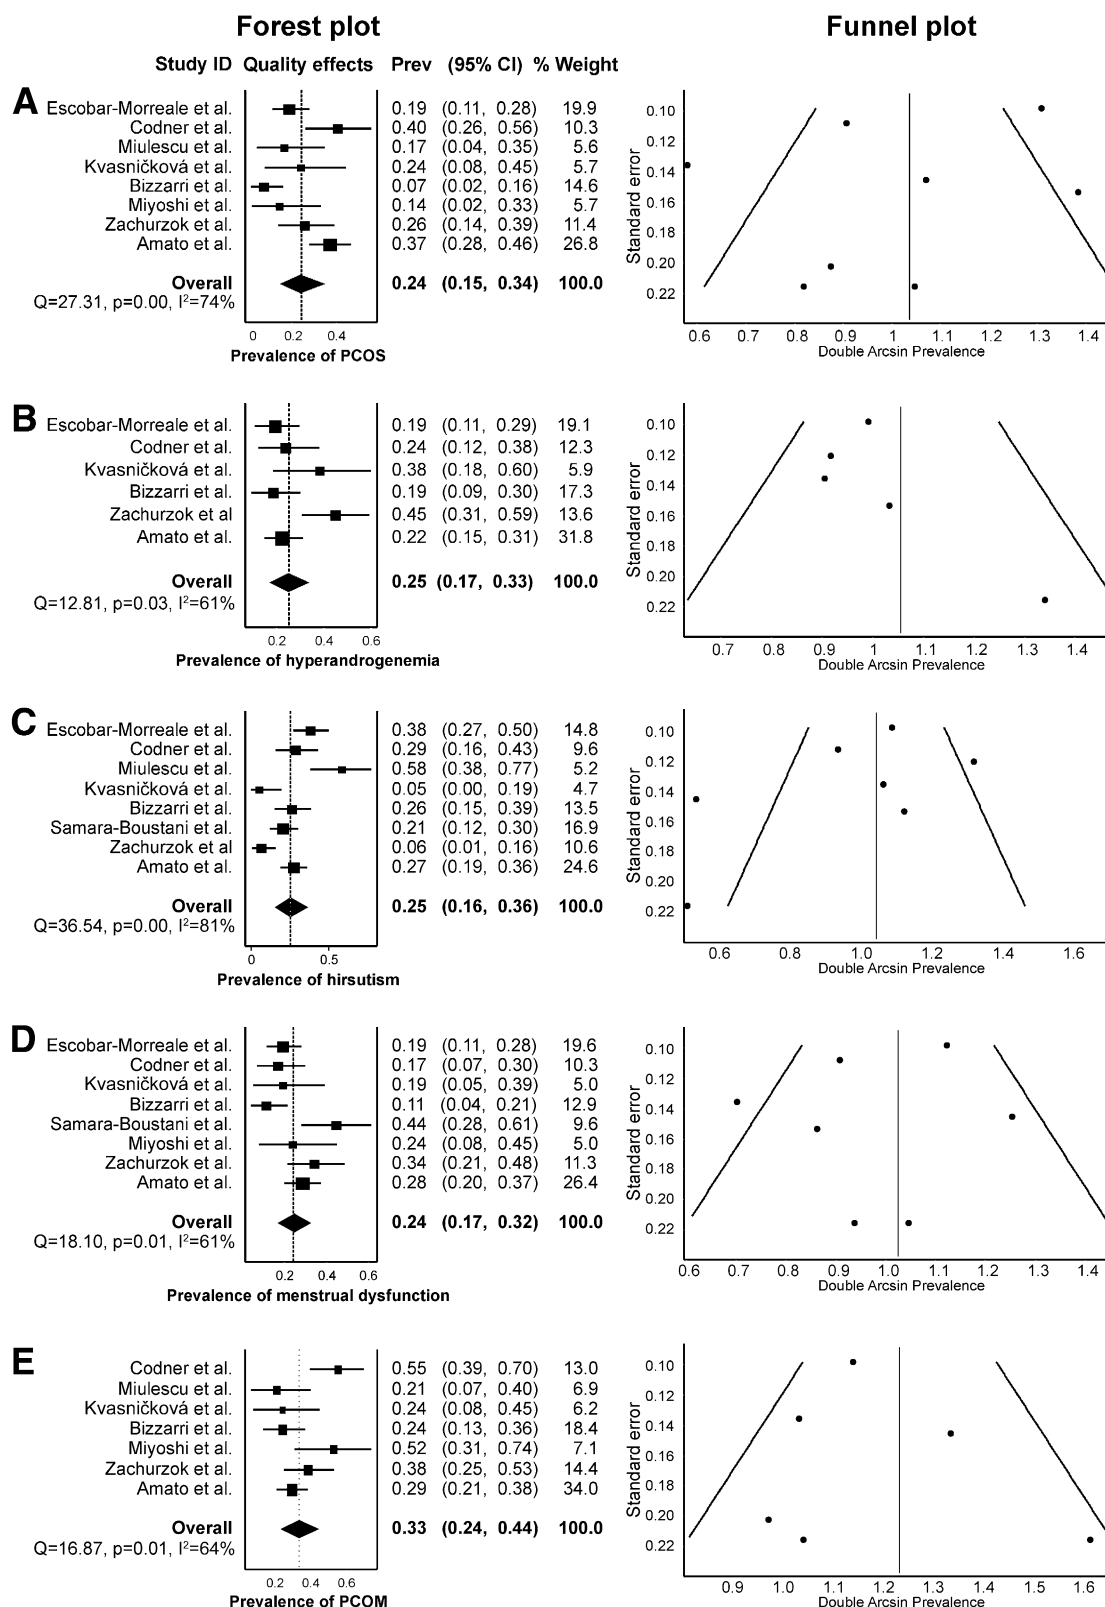 Forest plot
Funnel plot
Study ID Quality effects Prev (95% CI) % Weight
A
Escobar-Morreale et al. 0.19 (0.11, 0.28) 19.9
Codner et al. 0.40 (0.26, 0.56) 10.3
Miulescu et al. 0.17 (0.04, 0.35) 5.6
Kvasničková et al. 0.24 (0.08, 0.45) 5.7
Bizzarri et al. 0.07 (0.02, 0.16) 14.6
Miyoshi et al. 0.14 (0.02, 0.33) 5.7
Zachurzok et al. 0.26 (0.14, 0.39) 11.4
Amato et al. 0.37 (0.28, 0.46) 26.8
Overall 0.24 (0.15, 0.34) 100.0
Q=27.31, p=0.00, I²=74%
0 0.2 0.4
Prevalence of PCOS
Standard error
0.10
0.12
0.14
0.16
0.18
0.20
0.22
0.6 0.7 0.8 0.9 1 1.1 1.2 1.3 1.4
Double Arcsin Prevalence
B
Escobar-Morreale et al. 0.19 (0.11, 0.29) 19.1
Codner et al. 0.24 (0.12, 0.38) 12.3
Kvasničková et al. 0.38 (0.18, 0.60) 5.9
Bizzarri et al. 0.19 (0.09, 0.30) 17.3
Zachurzok et al 0.45 (0.31, 0.59) 13.6
Amato et al. 0.22 (0.15, 0.31) 31.8
Overall 0.25 (0.17, 0.33) 100.0
Q=12.81, p=0.03, I²=61%
0.2 0.4 0.6
Prevalence of hyperandrogenemia
Standard error
0.10
0.12
0.14
0.16
0.18
0.20
0.22
0.7 0.8 0.9 1 1.1 1.2 1.3 1.4
Double Arcsin Prevalence
C
Escobar-Morreale et al. 0.38 (0.27, 0.50) 14.8
Codner et al. 0.29 (0.16, 0.43) 9.6
Miulescu et al. 0.58 (0.38, 0.77) 5.2
Kvasničková et al. 0.05 (0.00, 0.19) 4.7
Bizzarri et al. 0.26 (0.15, 0.39) 13.5
Samara-Boustani et al. 0.21 (0.12, 0.30) 16.9
Zachurzok et al 0.06 (0.01, 0.16) 10.6
Amato et al. 0.27 (0.19, 0.36) 24.6
Overall 0.25 (0.16, 0.36) 100.0
Q=36.54, p=0.00, I²=81%
0 0.5
Prevalence of hirsutism
Standard error
0.10
0.12
0.14
0.16
0.18
0.20
0.22
0.6 0.8 1.0 1.2 1.4 1.6
Double Arcsin Prevalence
D
Escobar-Morreale et al. 0.19 (0.11, 0.28) 19.6
Codner et al. 0.17 (0.07, 0.30) 10.3
Kvasničková et al. 0.19 (0.05, 0.39) 5.0
Bizzarri et al. 0.11 (0.04, 0.21) 12.9
Samara-Boustani et al. 0.44 (0.28, 0.61) 9.6
Miyoshi et al. 0.24 (0.08, 0.45) 5.0
Zachurzok et al. 0.34 (0.21, 0.48) 11.3
Amato et al. 0.28 (0.20, 0.37) 26.4
Overall 0.24 (0.17, 0.32) 100.0
Q=18.10, p=0.01, I²=61%
0.2 0.4 0.6
Prevalence of menstrual dysfunction
Standard error
0.10
0.12
0.14
0.16
0.18
0.20
0.22
0.6 0.7 0.8 0.9 1.0 1.1 1.2 1.3 1.4
Double Arcsin Prevalence
E
Codner et al. 0.55 (0.39, 0.70) 13.0
Miulescu et al. 0.21 (0.07, 0.40) 6.9
Kvasničková et al. 0.24 (0.08, 0.45) 6.2
Bizzarri et al. 0.24 (0.13, 0.36) 18.4
Miyoshi et al. 0.52 (0.31, 0.74) 7.1
Zachurzok et al. 0.38 (0.25, 0.53) 14.4
Amato et al. 0.29 (0.21, 0.38) 34.0
Overall 0.33 (0.24, 0.44) 100.0
Q=16.87, p=0.01, I²=64%
0.2 0.4 0.6
Prevalence of PCOM
Standard error
0.10
0.12
0.14
0.16
0.18
0.20
0.22
0.9 1.0 1.2 1.3 1.4 1.5 1.6
Double Arcsin Prevalence